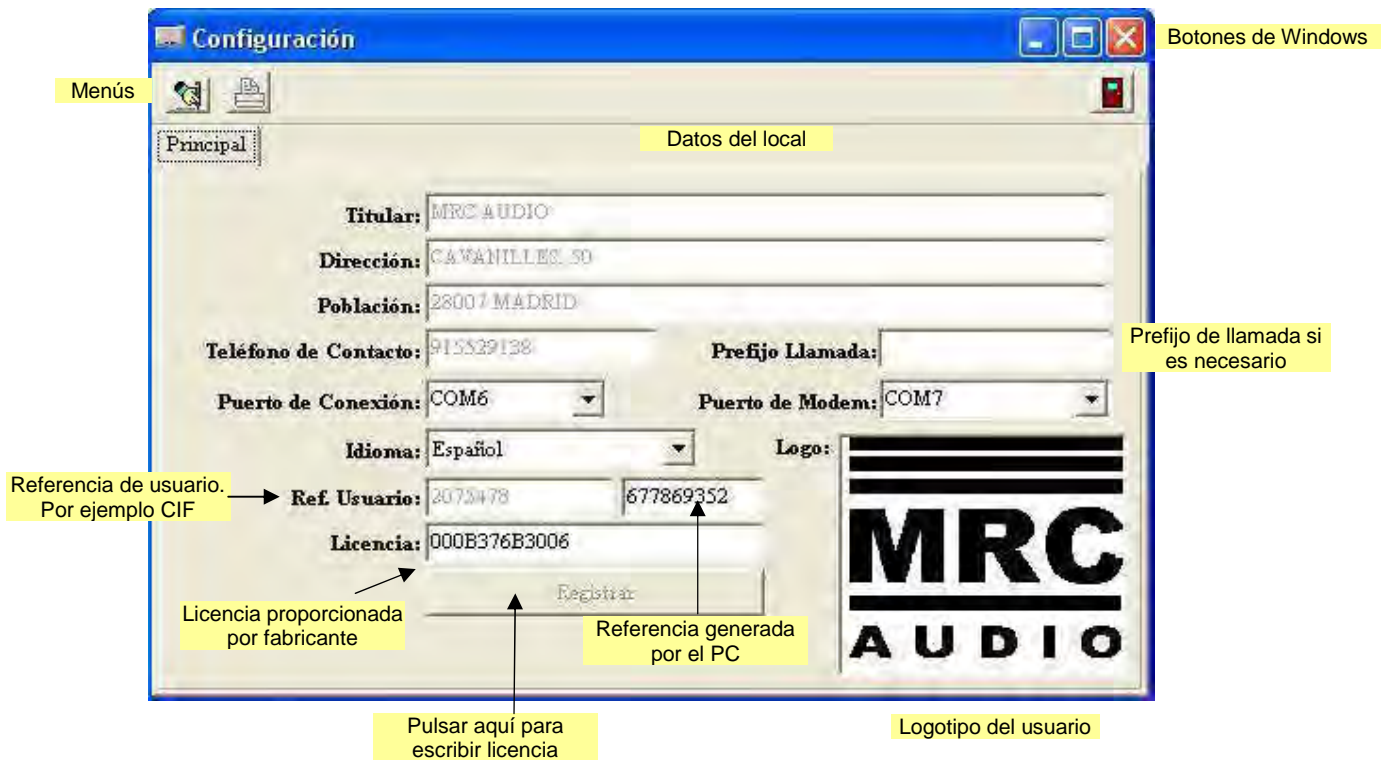 Configuración
Botones de Windows
Menús
Datos del local
Principal
Titular: MRC AUDIO
Dirección: CAVANILLES, 50
Población: 28007 MADRID
Teléfono de Contacto: 915529138
Prefijo Llamada:
Prefijo de llamada si
es necesario
Puerto de Conexión: COM6
Puerto de Modem: COM7
Idioma: Español
Logo:
Referencia de usuario.
Por ejemplo CIF
Ref. Usuario: 2073478 677869352
Licencia: 000B376B3006
Registrar
Licencia proporcionada
por fabricante
Referencia generada
por el PC
MRC
AUDIO
Pulsar aquí para
escribir licencia
Logotipo del usuario